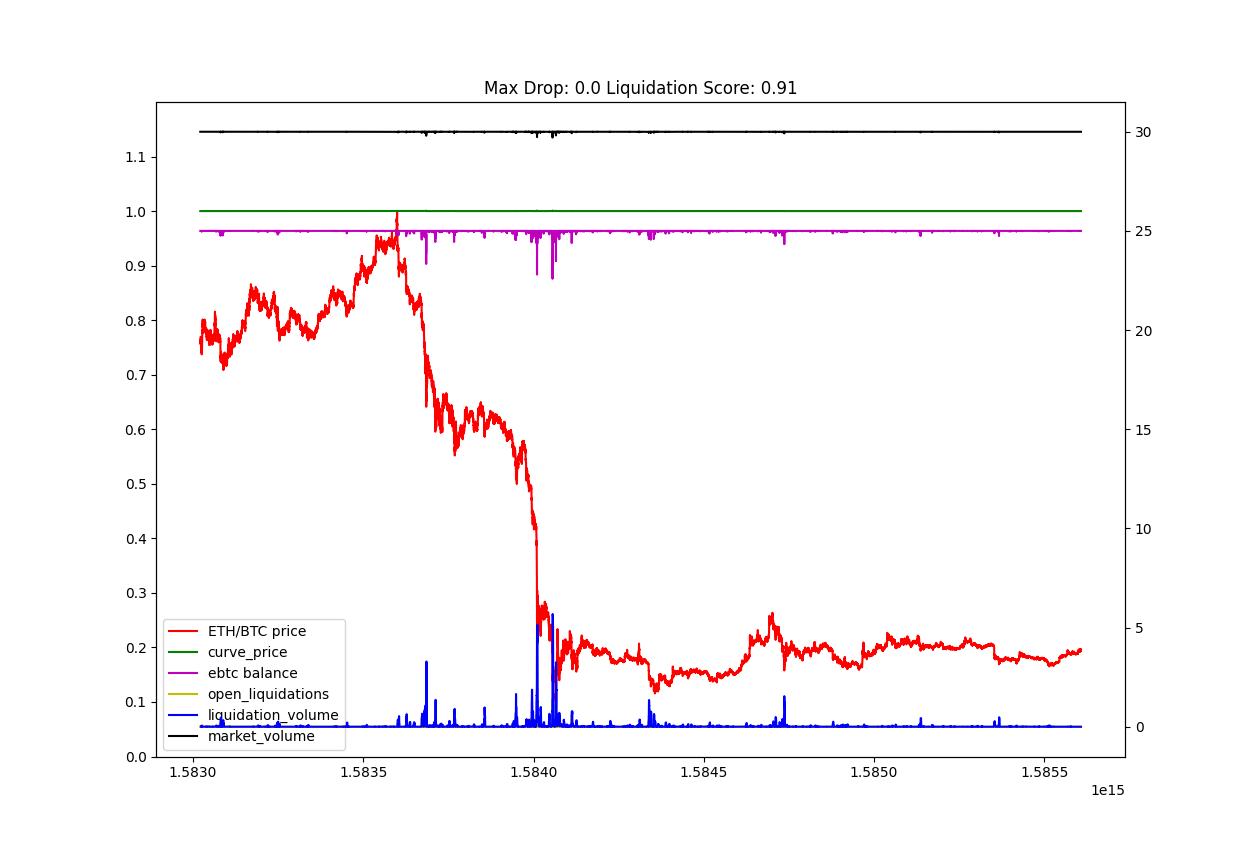 Max Drop: 0.0 Liquidation Score: 0.91
1.1
1.0
0.9
0.8
0.7
0.6
0.5
0.4
0.3
0.2
0.1
0.0
30
25
20
15
10
5
0
ETH/BTC price
curve_price
ebtc balance
open_liquidations
liquidation_volume
market_volume
1.5830 1.5835 1.5840 1.5845 1.5850 1.5855
1e15